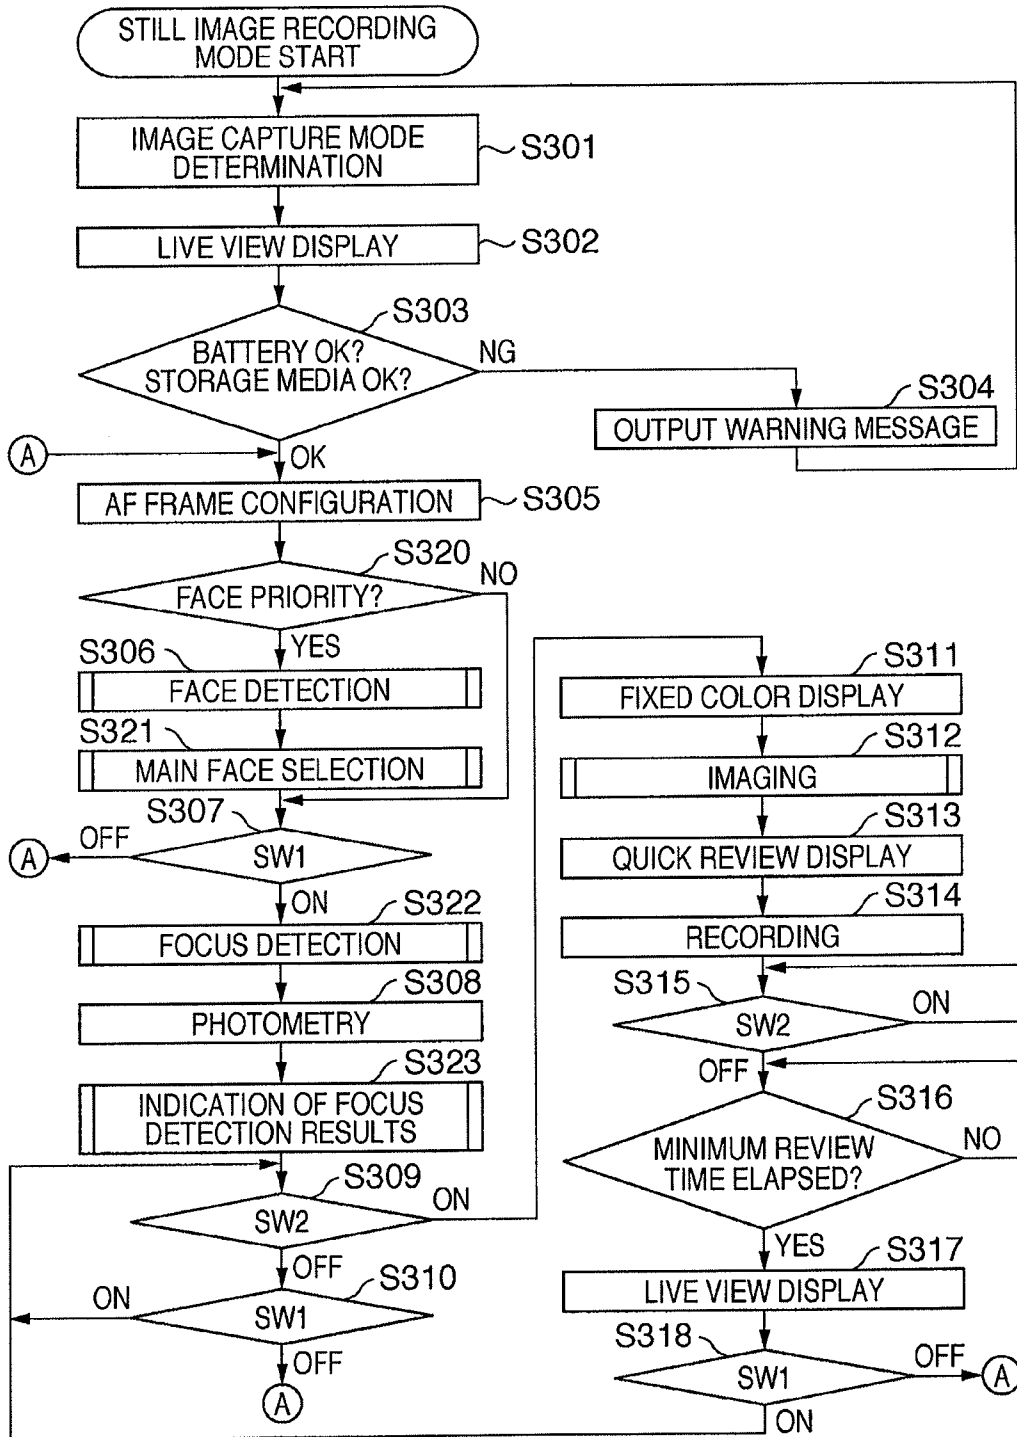 STILL IMAGE RECORDING
MODE START
IMAGE CAPTURE MODE
DETERMINATION
S301
LIVE VIEW DISPLAY
S302
S303
BATTERY OK?
STORAGE MEDIA OK?
NG
S304
OUTPUT WARNING MESSAGE
A
OK
AF FRAME CONFIGURATION
S305
S320
FACE PRIORITY?
NO
YES
S306
FACE DETECTION
S321
MAIN FACE SELECTION
S307
OFF
A
SW1
ON
S322
FOCUS DETECTION
S308
PHOTOMETRY
S323
INDICATION OF FOCUS
DETECTION RESULTS
S309
SW2
ON
OFF
S310
ON
SW1
OFF
A
S311
FIXED COLOR DISPLAY
S312
IMAGING
S313
QUICK REVIEW DISPLAY
S314
RECORDING
S315
SW2
ON
OFF
S316
MINIMUM REVIEW
TIME ELAPSED?
NO
YES
S317
LIVE VIEW DISPLAY
S318
SW1
OFF
A
ON